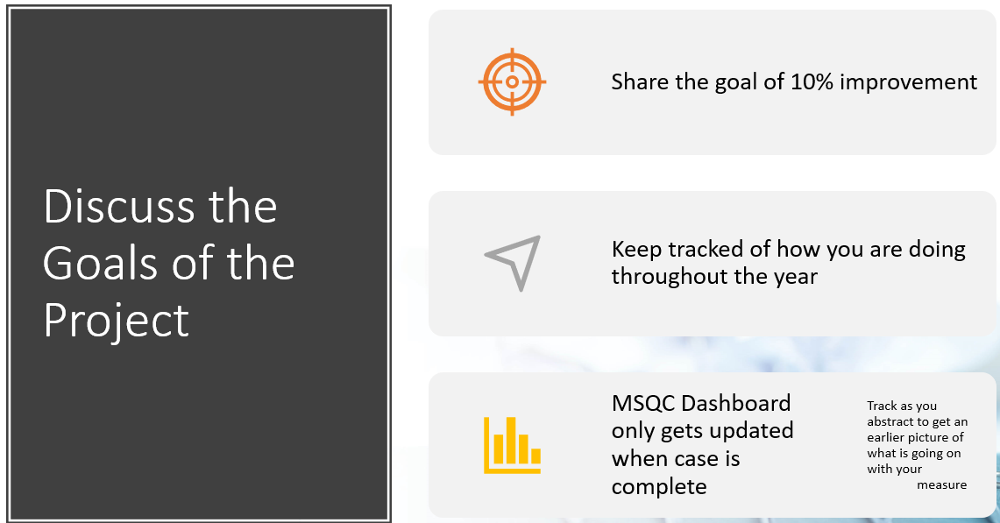 Discuss the
Goals of the
Project
Share the goal of 10% improvement
Keep tracked of how you are doing
throughout the year
MSQC Dashboard
only gets updated
when case is
complete
Track as you
abstract to get an
earlier picture of
what is going on
with your
measure